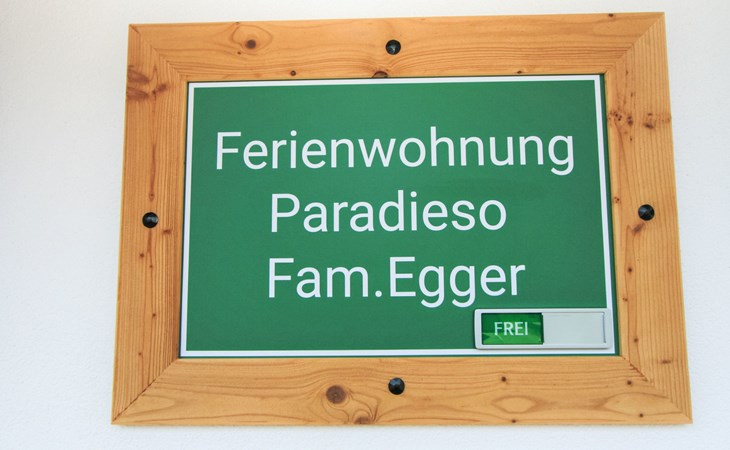 Ferienwohnung
Paradieso
Fam.Egger
FREI